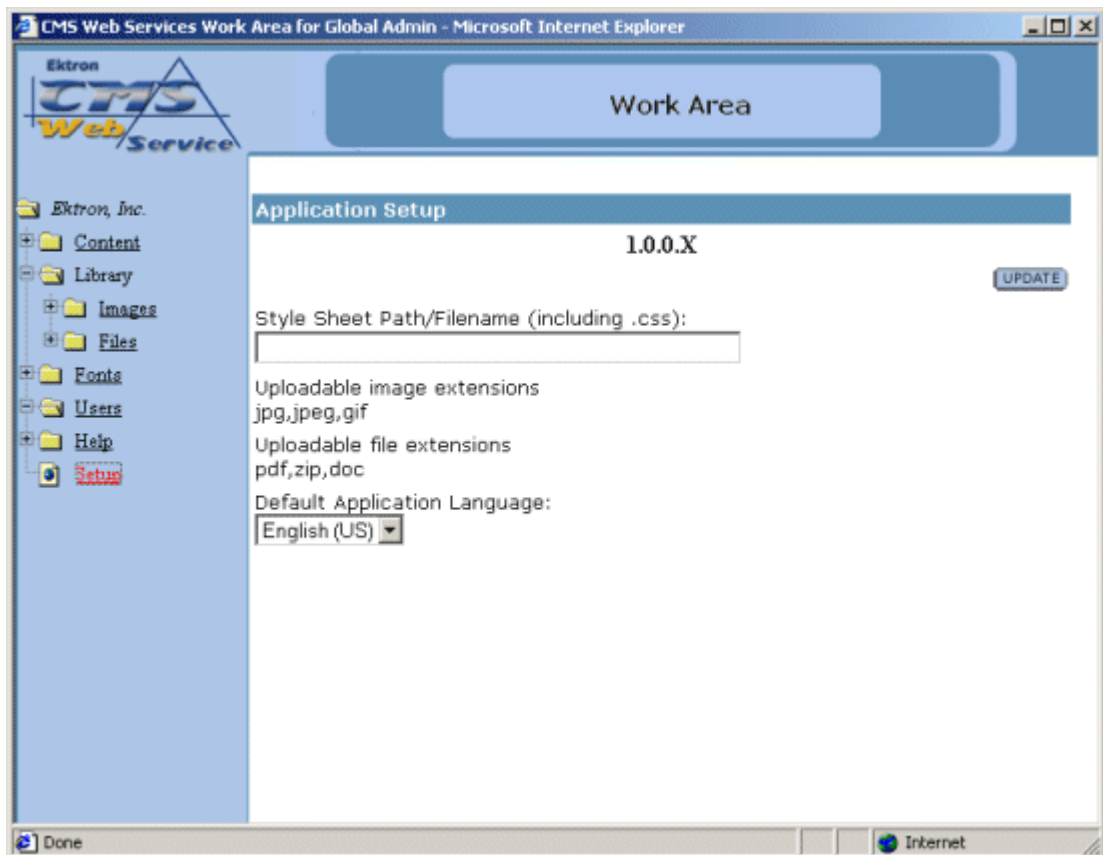 CMS Web Services Work Area for Global Admin - Microsoft Internet Explorer
Ektron
CMS
Web
Service
Work Area
Ektron, Inc.
Content
Library
Images
Files
Fonts
Users
Help
Setup
Application Setup
1.0.0.X
UPDATE
Style Sheet Path/Filename (including .css):
Uploadable image extensions
jpg,jpeg,gif
Uploadable file extensions
pdf,zip,doc
Default Application Language:
English (US)
Done
Internet